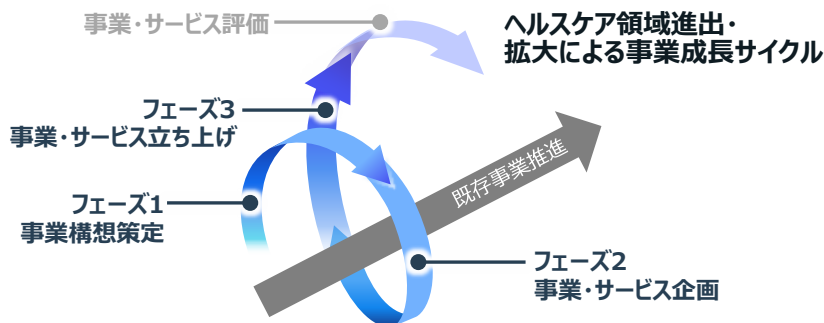 事業・サービス評価
ヘルスケア領域進出・
拡大による事業成長サイクル
フェーズ3
事業・サービス立ち上げ
既存事業推進
フェーズ1
事業構想策定
フェーズ2
事業・サービス企画